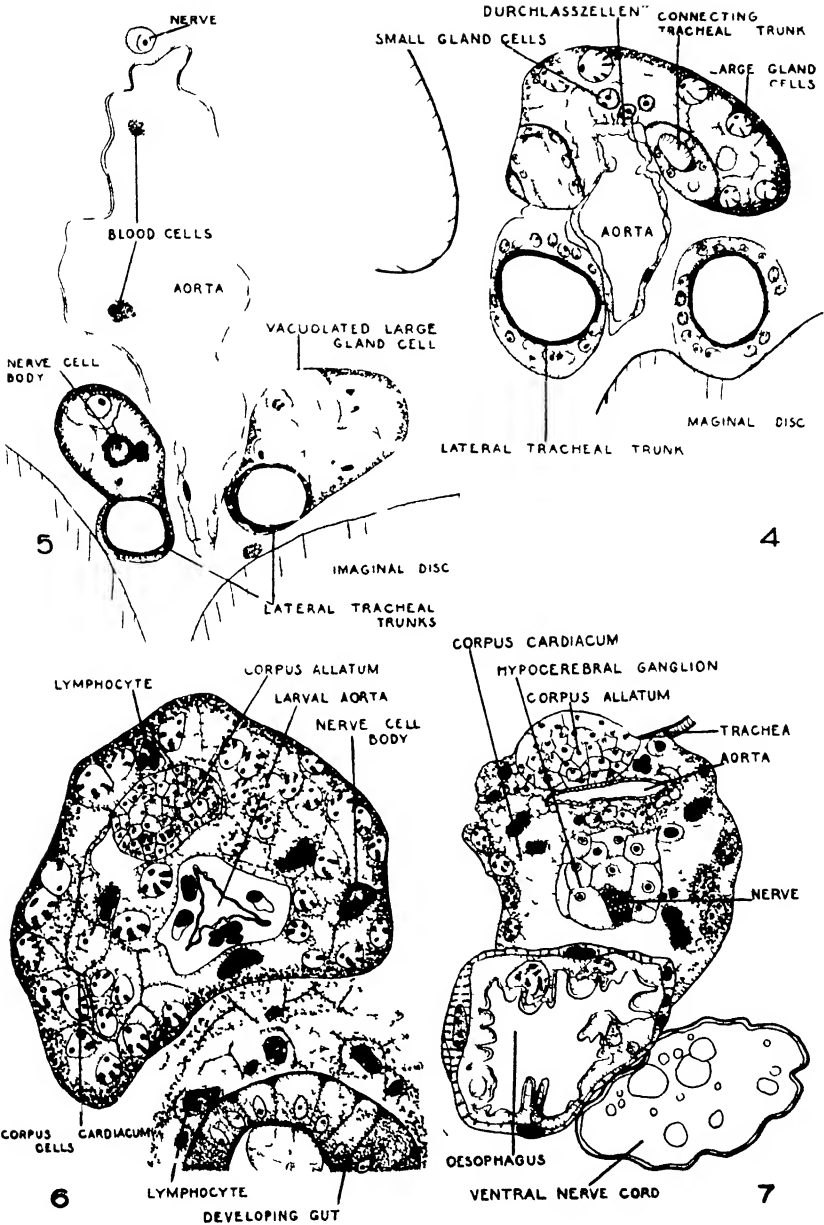 NERVE
BLOOD CELLS
AORTA
NERVE CELL
BODY
VACUOLATED LARGE
GLAND CELL
5
IMAGINAL DISC
LATERAL TRACHEAL
TRUNKS
DURCHLASSZELLEN"
SMALL GLAND CELLS
CONNECTING
TRACHEAL TRUNK
LARGE GLAND
CELLS
AORTA
MAGINAL DISC
LATERAL TRACHEAL TRUNK
4
LYMPHOCYTE
CORPUS ALLATUM
LARVAL AORTA
NERVE CELL
BODY
CORPUS CARDIACUM
CELLS
6
LYMPHOCYTE
DEVELOPING GUT
CORPUS CARDIACUM
HYPOCEREBRAL GANGLION
CORPUS ALLATUM
TRACHEA
AORTA
NERVE
OESOPHAGUS
VENTRAL NERVE CORD
7